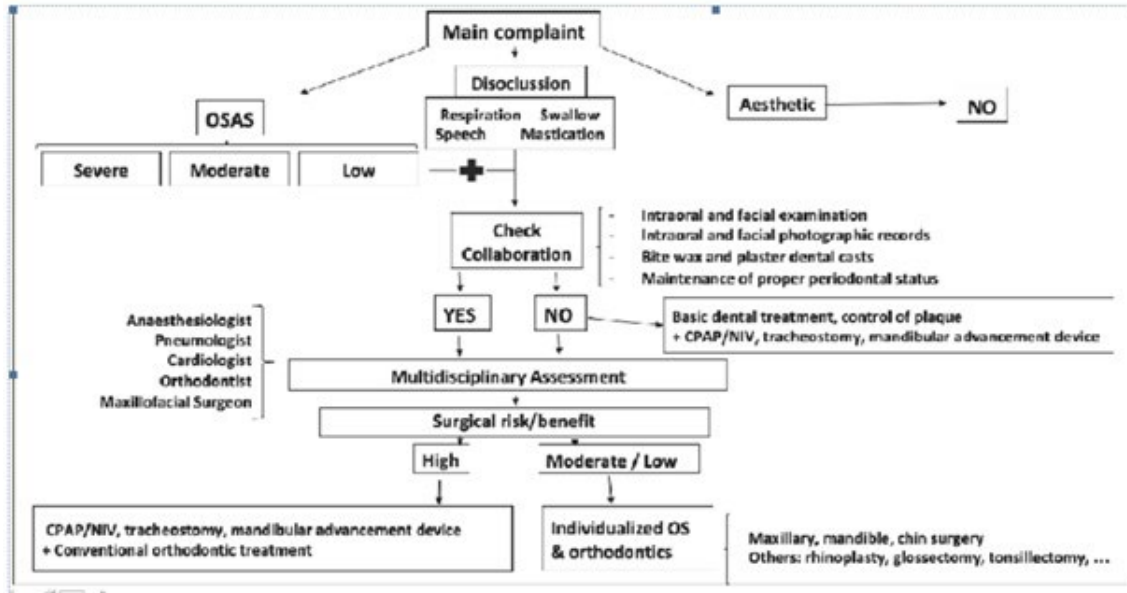 Main complaint
Disoclussion
Respiration Swallow
Speech Mastication
Aesthetic
NO
OSAS
Severe
Moderate
Low
Check
Collaboration
- Intraoral and facial examination
- Intraoral and facial photographic records
- Bite wax and plaster dental casts
- Maintenance of proper periodontal status
YES
NO
Basic dental treatment, control of plaque
+ CPAP/NIV, tracheostomy, mandibular advancement device
Anaesthesiologist
Pneumologist
Cardiologist
Orthodontist
Maxillofacial Surgeon
Multidisciplinary Assessment
Surgical risk/benefit
High
Moderate / Low
CPAP/NIV, tracheostomy, mandibular advancement device
+ Conventional orthodontic treatment
Individualized OS
& orthodontics
Maxillary, mandible, chin surgery
Others: rhinoplasty, glossectomy, tonsillectomy, ...